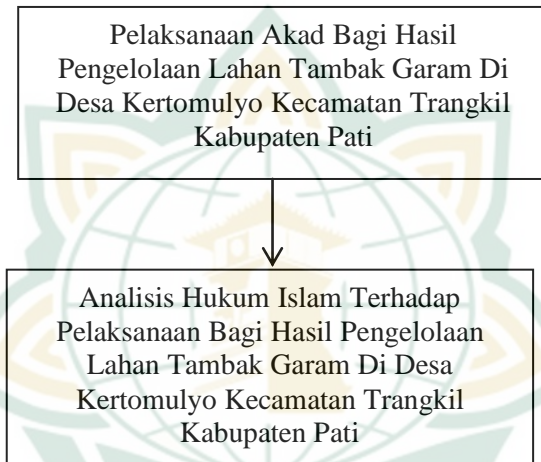 Pelaksanaan Akad Bagi Hasil
Pengelolaan Lahan Tambak Garam Di
Desa Kertomulyo Kecamatan Trangkil
Kabupaten Pati
Analisis Hukum Islam Terhadap
Pelaksanaan Bagi Hasil Pengelolaan
Lahan Tambak Garam Di Desa
Kertomulyo Kecamatan Trangkil
Kabupaten Pati